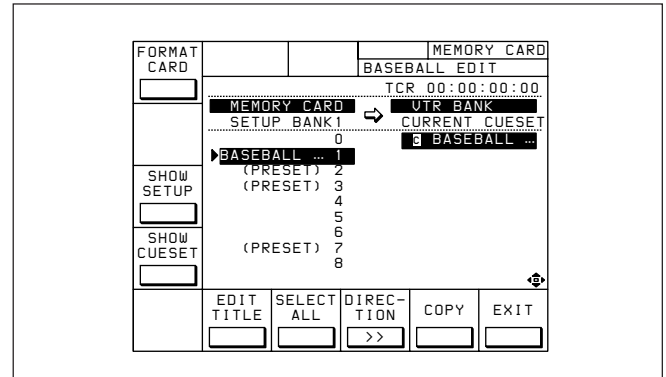 FORMAT
CARD
MEMORY CARD
BASEBALL EDIT
TCR 00:00:00:00
MEMORY CARD
VTR BANK
SETUP BANK1
CURRENT CUESET
0
C BASEBALL …
BASEBALL … 1
(PRESET) 2
(PRESET) 3
4
5
6
(PRESET) 7
8
SHOW
SETUP
SHOW
CUESET
EDIT
TITLE
SELECT
ALL
DIREC-
TION
>>
COPY
EXIT